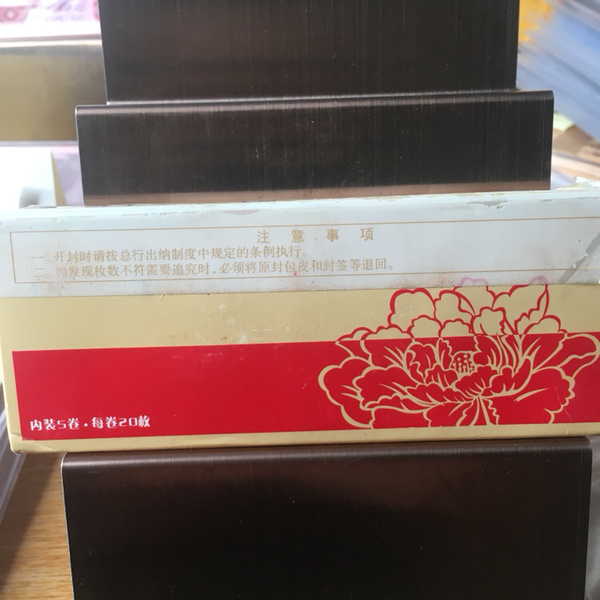 注意事项
一、开封时请按总行出纳制度中规定的条例执行。
二、如发现枚数不符需要追究时，必须将原封包皮和封签等退回。
内装5卷·每卷20枚